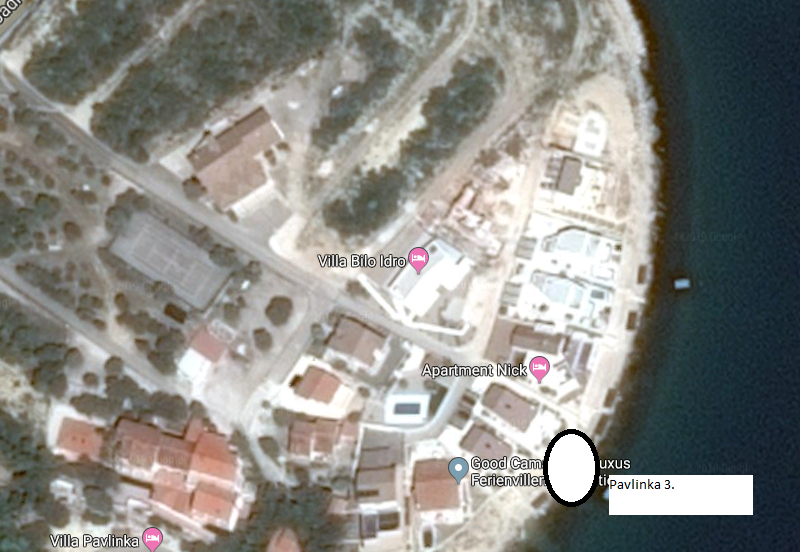 Villa Bilo Idro
Apartment Nick
Good Cam uxus
Ferienviller
Pavlinka 3.
Villa Pavlinka